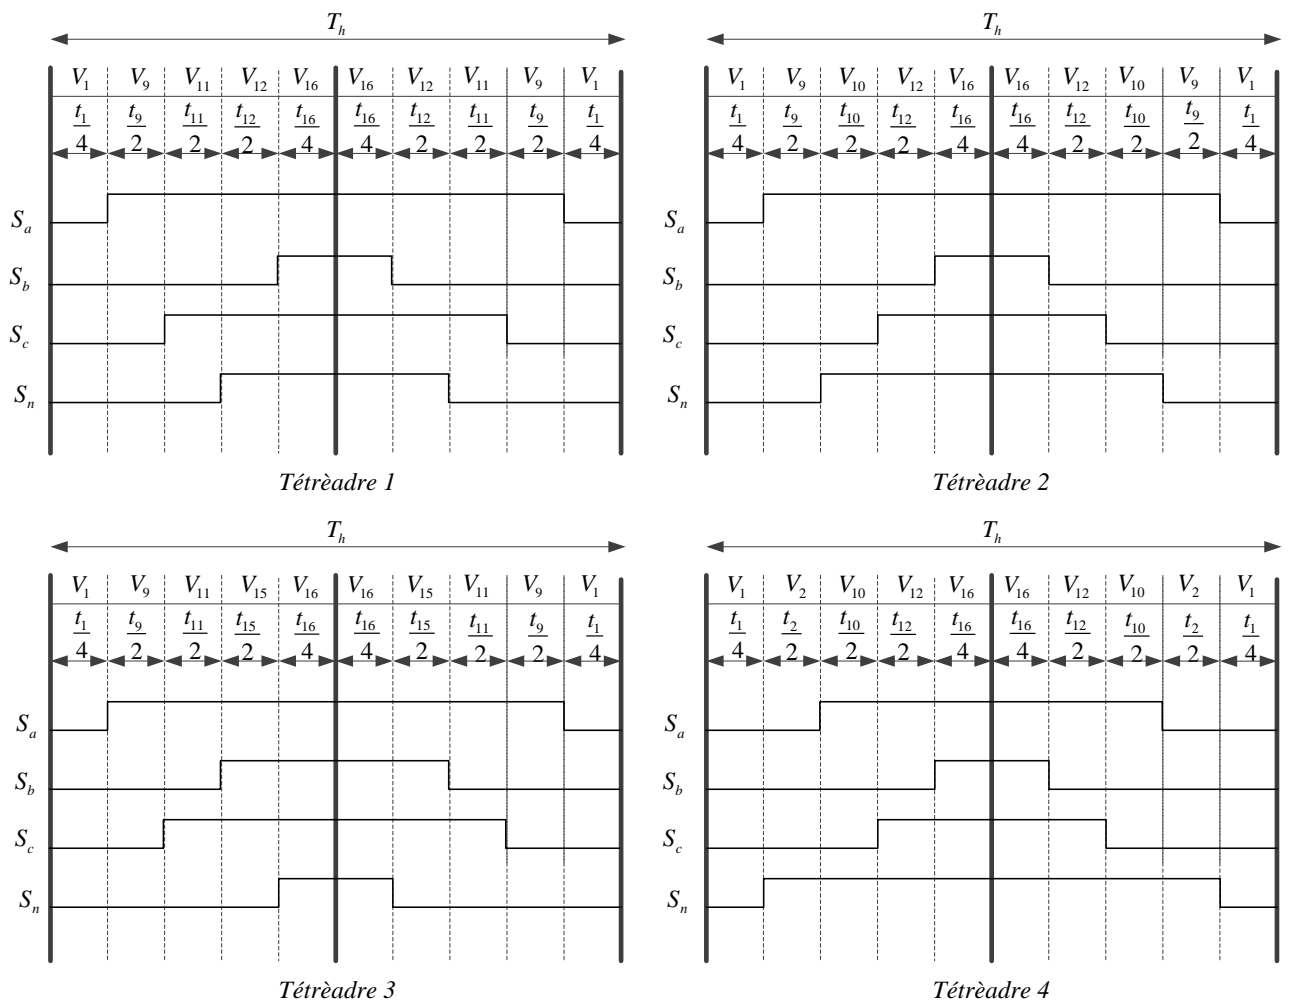 T_h
V_1 V_9 V_11 V_12 V_16 V_16 V_12 V_11 V_9 V_1
t_1/4 t_9/2 t_11/2 t_12/2 t_16/4 t_16/4 t_12/2 t_11/2 t_9/2 t_1/4
S_a
S_b
S_c
S_n
Tétrèadre 1
T_h
V_1 V_9 V_10 V_12 V_16 V_16 V_12 V_10 V_9 V_1
t_1/4 t_9/2 t_10/2 t_12/2 t_16/4 t_16/4 t_12/2 t_10/2 t_9/2 t_1/4
S_a
S_b
S_c
S_n
Tétrèadre 2
T_h
V_1 V_9 V_11 V_15 V_16 V_16 V_15 V_11 V_9 V_1
t_1/4 t_9/2 t_11/2 t_15/2 t_16/4 t_16/4 t_15/2 t_11/2 t_9/2 t_1/4
S_a
S_b
S_c
S_n
Tétrèadre 3
T_h
V_1 V_2 V_10 V_12 V_16 V_16 V_12 V_10 V_2 V_1
t_1/4 t_2/2 t_10/2 t_12/2 t_16/4 t_16/4 t_12/2 t_10/2 t_2/2 t_1/4
S_a
S_b
S_c
S_n
Tétrèadre 4